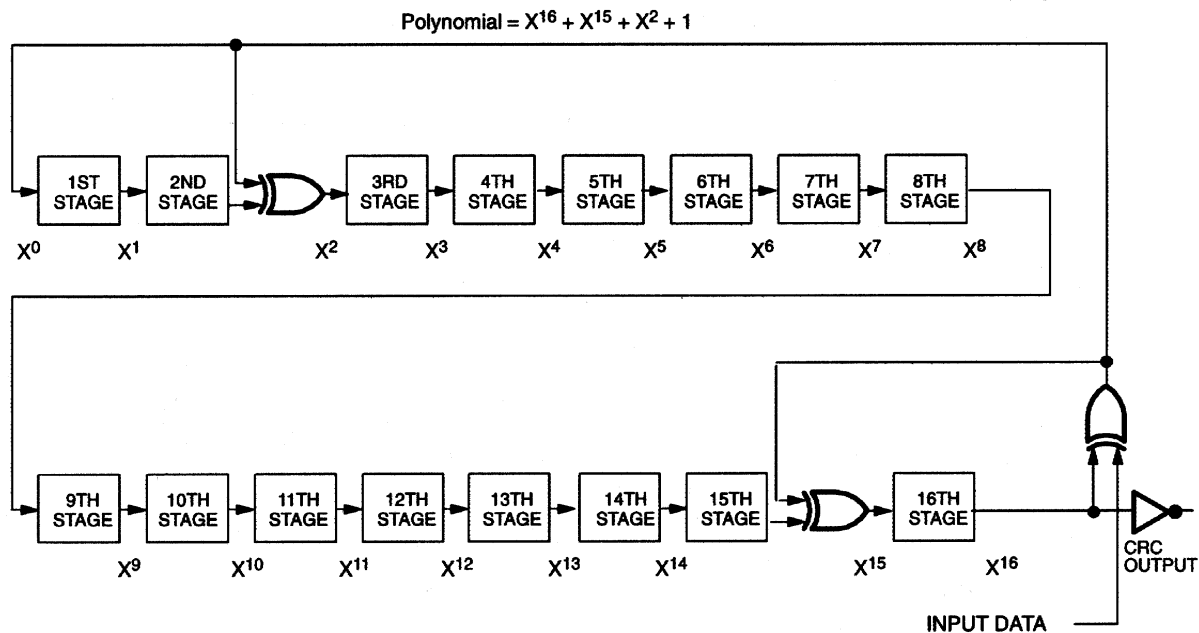 Polynomial = X¹⁶ + X¹⁵ + X² + 1
1ST STAGE
2ND STAGE
3RD STAGE
4TH STAGE
5TH STAGE
6TH STAGE
7TH STAGE
8TH STAGE
X⁰
X¹
X²
X³
X⁴
X⁵
X⁶
X⁷
X⁸
9TH STAGE
10TH STAGE
11TH STAGE
12TH STAGE
13TH STAGE
14TH STAGE
15TH STAGE
16TH STAGE
CRC OUTPUT
X⁹
X¹⁰
X¹¹
X¹²
X¹³
X¹⁴
X¹⁵
X¹⁶
INPUT DATA